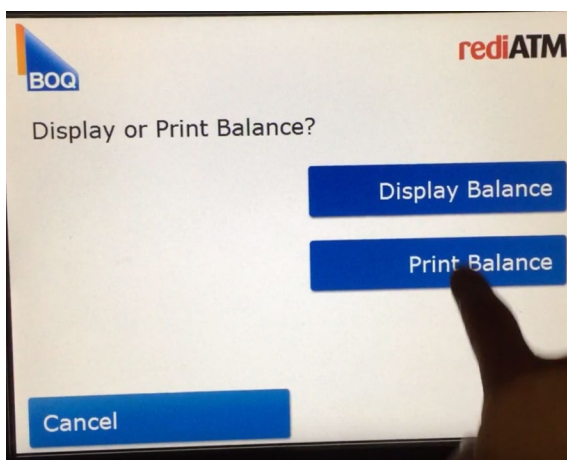 BOQ
rediATM
Display or Print Balance?
Display Balance
Print Balance
Cancel